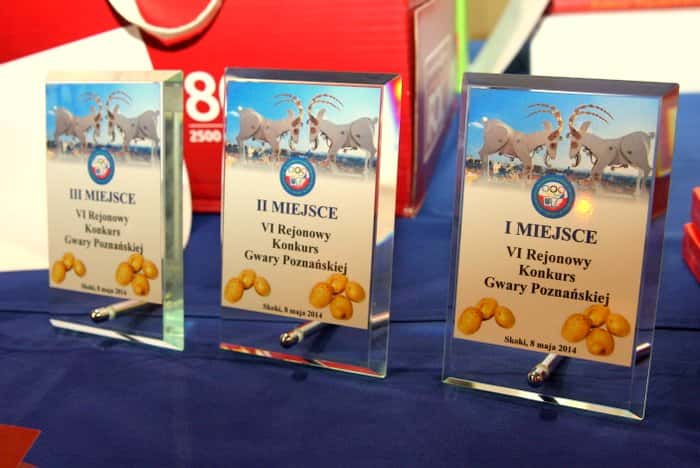 80
2500
III MIEJSCE
VI Rejonowy
Konkurs
Gwary Poznańskiej
Skoki, 8 maja 2014
II MIEJSCE
VI Rejonowy
Konkurs
Gwary Poznańskiej
Skoki, 8 maja 2014
I MIEJSCE
VI Rejonowy
Konkurs
Gwary Poznańskiej
Skoki, 8 maja 2014